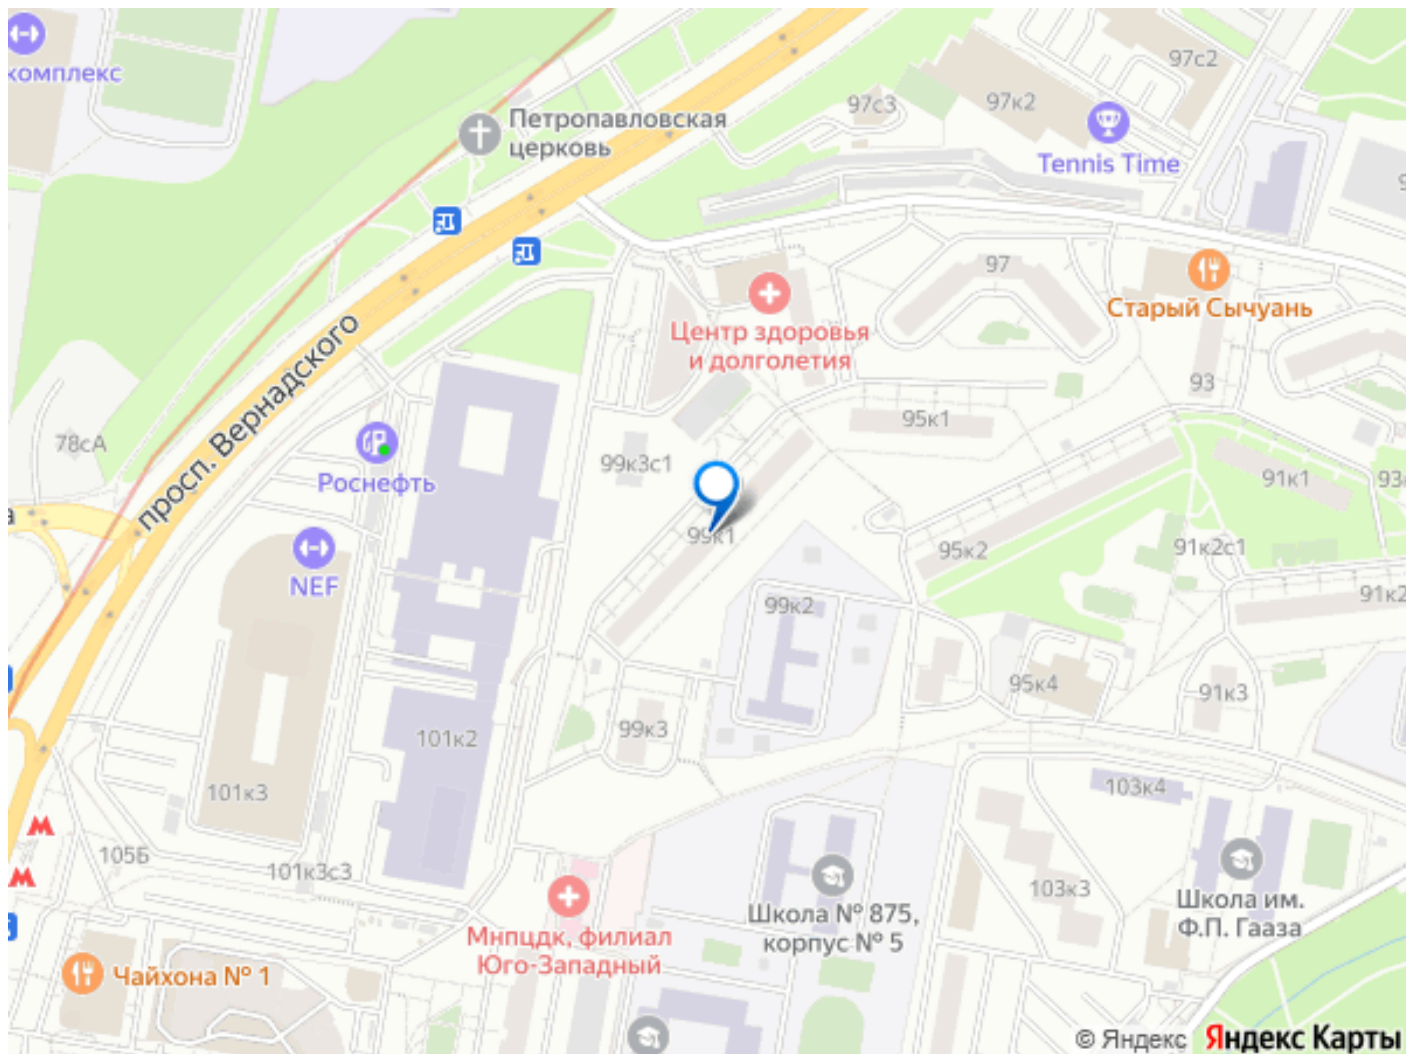 комплекс
Петропавловская
церковь
97с3
97к2
97с2
Tennis Time
97
Старый Сычуань
Центр здоровья
и долголетия
93
просп. Вернадского
78сА
Роснефть
99к3с1
95к1
91к1
99к1
95к2
91к2с1
NEF
99к2
91к2
95к4
91к3
99к3
101к2
101к3
103к4
105Б
101к3с3
103к3
Школа № 875,
корпус № 5
Школа им.
Ф.П. Гааза
Мнпцдк, филиал
Юго-Западный
Чайхона № 1
© Яндекс Яндекс Карты